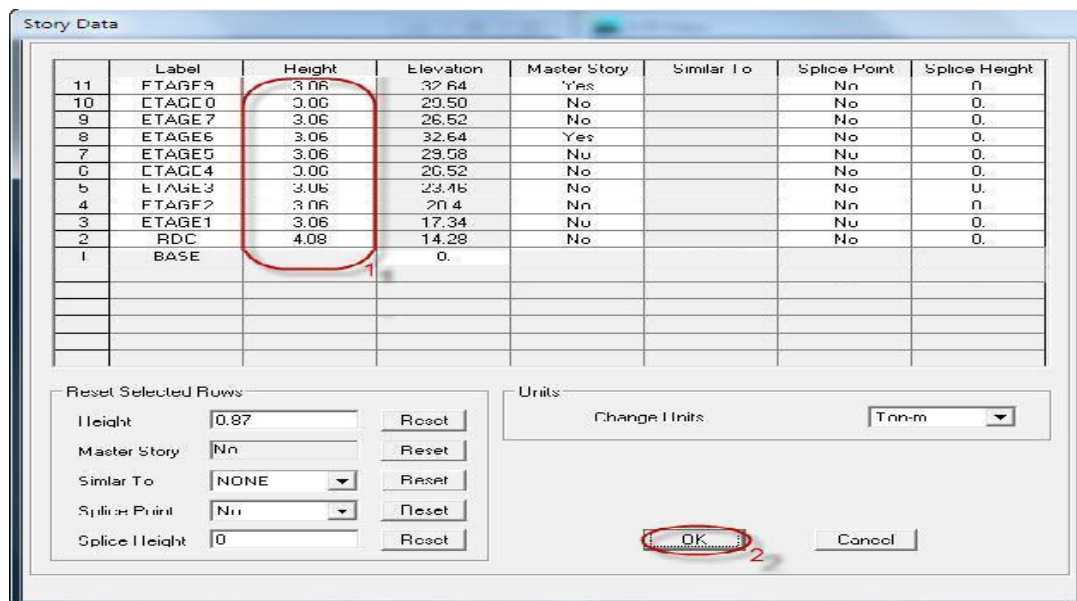 Story Data
Label Height Elevation Master Story Similar To Splice Point Splice Height
11 ETAGE9 3.06 32.64 Yes No 0.
10 ETAGE8 3.06 29.58 No No 0.
9 ETAGE7 3.06 26.52 No No 0.
8 ETAGE6 3.06 32.64 Yes No 0.
7 ETAGE5 3.06 29.58 No No 0.
6 ETAGE4 3.06 26.52 No No 0.
5 ETAGE3 3.06 23.46 No No 0.
4 ETAGE2 3.06 20.4 No No 0.
3 ETAGE1 3.06 17.34 No No 0.
2 RDC 4.08 14.28 No No 0.
1 BASE 0.
1
Reset Selected Rows
Height 0.87 Reset
Master Story No Reset
Similar To NONE Reset
Splice Point No Reset
Splice Height 0 Reset
Units
Change Units Ton-m
OK 2 Cancel